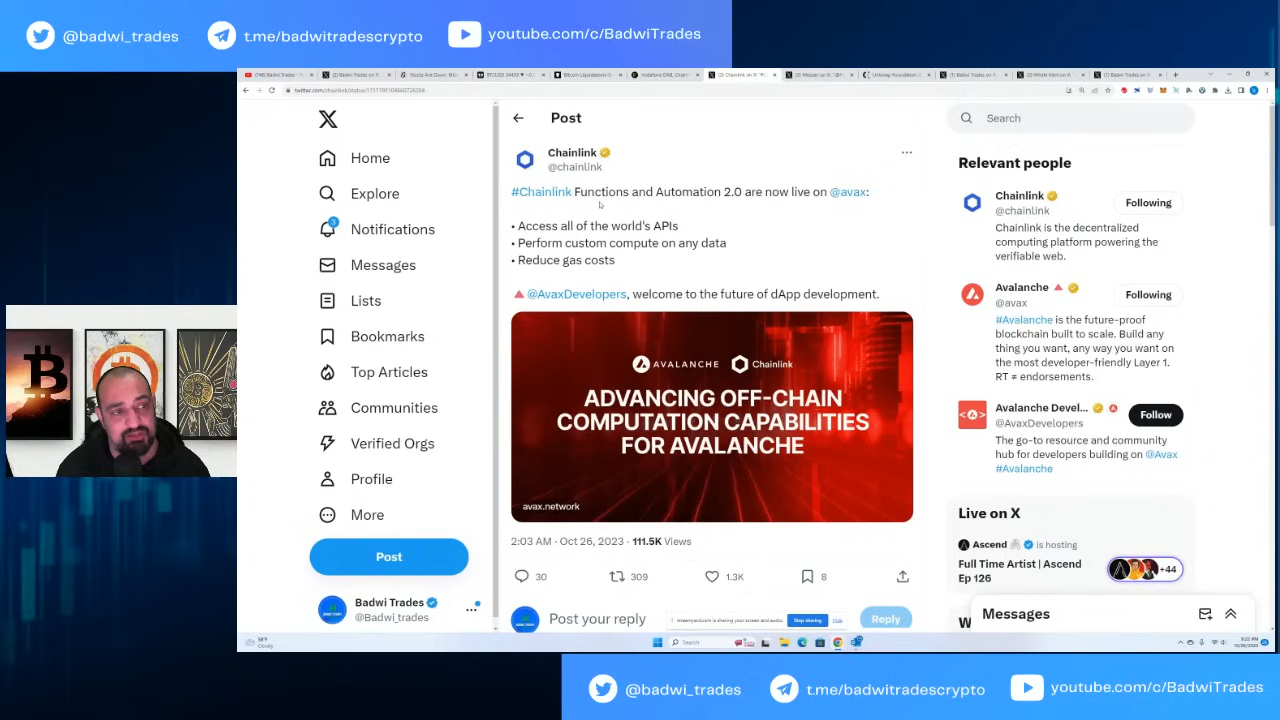 @badwi_trades
t.me/badwitradescrypto
youtube.com/c/BadwiTrades
X
Home
Explore
3
Notifications
Messages
Lists
Bookmarks
Top Articles
Communities
Verified Orgs
Profile
More
Post
Badwi Trades
@Badwi_trades
Post
Chainlink
@chainlink
#Chainlink Functions and Automation 2.0 are now live on @avax:
• Access all of the world's APIs
• Perform custom compute on any data
• Reduce gas costs
@AvaxDevelopers, welcome to the future of dApp development.
AVALANCHE Chainlink
ADVANCING OFF-CHAIN
COMPUTATION CAPABILITIES
FOR AVALANCHE
avax.network
2:03 AM · Oct 26, 2023 · 111.5K Views
30 309 1.3K 8
Post your reply
Stop sharing
Hide
Reply
Search
Relevant people
Chainlink
@chainlink
Following
Chainlink is the decentralized
computing platform powering the
verifiable web.
Avalanche
@avax
Following
#Avalanche is the future-proof
blockchain built to scale. Build any
thing you want, any way you want on
the most developer-friendly Layer 1.
RT ≠ endorsements.
Avalanche Devel...
@AvaxDevelopers
Follow
The go-to resource and community
hub for developers building on @Avax
#Avalanche
Live on X
Ascend is hosting
Full Time Artist | Ascend
Ep 126
+44
Messages
Cloudy
Search
@badwi_trades
t.me/badwitradescrypto
youtube.com/c/BadwiTrades